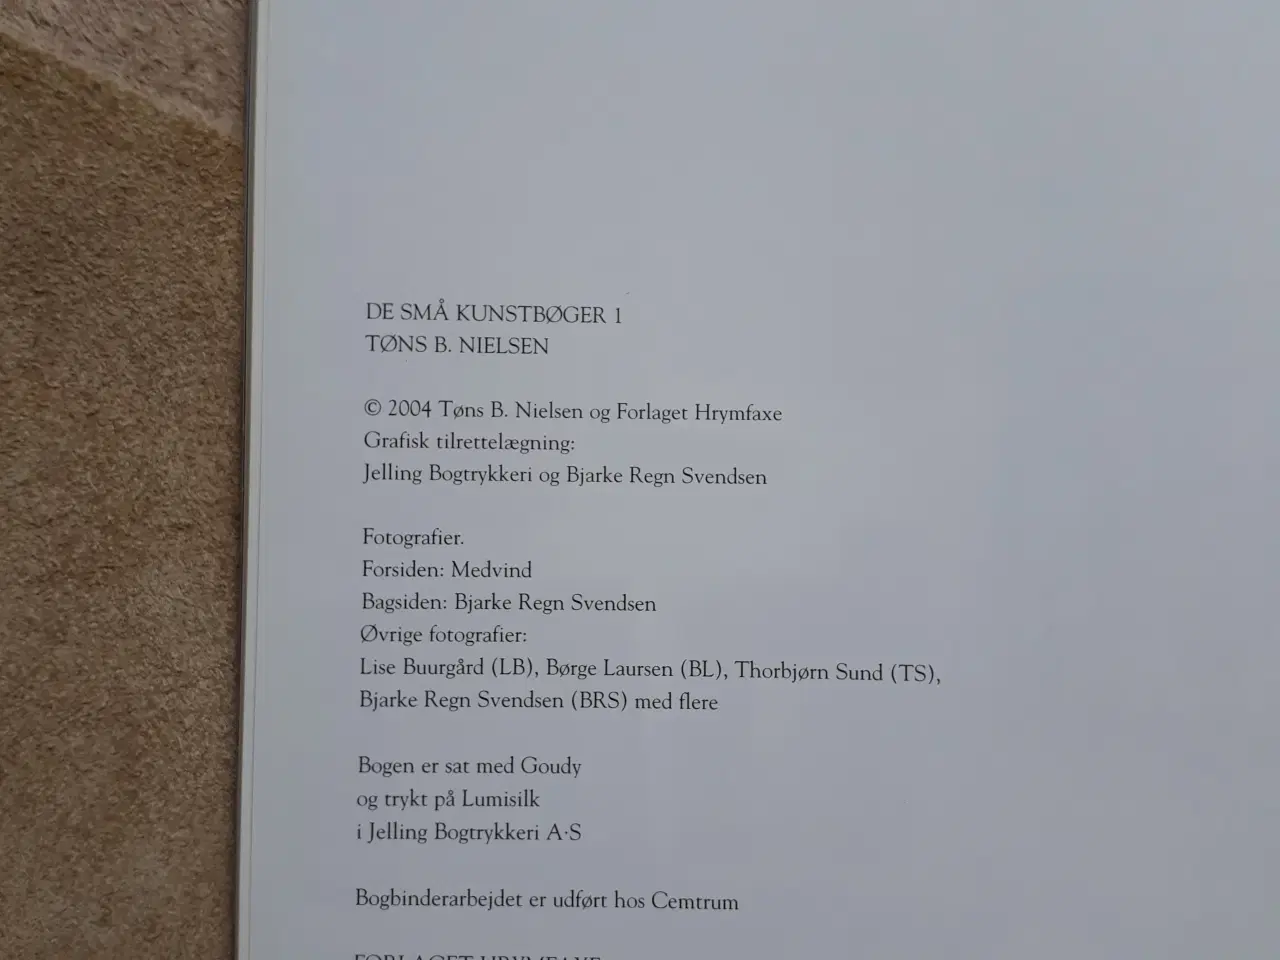 DE SMÅ KUNSTBØGER 1
TØNS B. NIELSEN
© 2004 Tøns B. Nielsen og Forlaget Hrymfaxe
Grafisk tilrettelægning:
Jelling Bogtrykkeri og Bjarke Regn Svendsen
Fotografier.
Forsiden: Medvind
Bagsiden: Bjarke Regn Svendsen
Øvrige fotografier:
Lise Buurgård (LB), Børge Laursen (BL), Thorbjørn Sund (TS),
Bjarke Regn Svendsen (BRS) med flere
Bogen er sat med Goudy
og trykt på Lumisilk
i Jelling Bogtrykkeri A·S
Bogbinderarbejdet er udført hos Cemtrum
FORLAGET HRYMFAXE